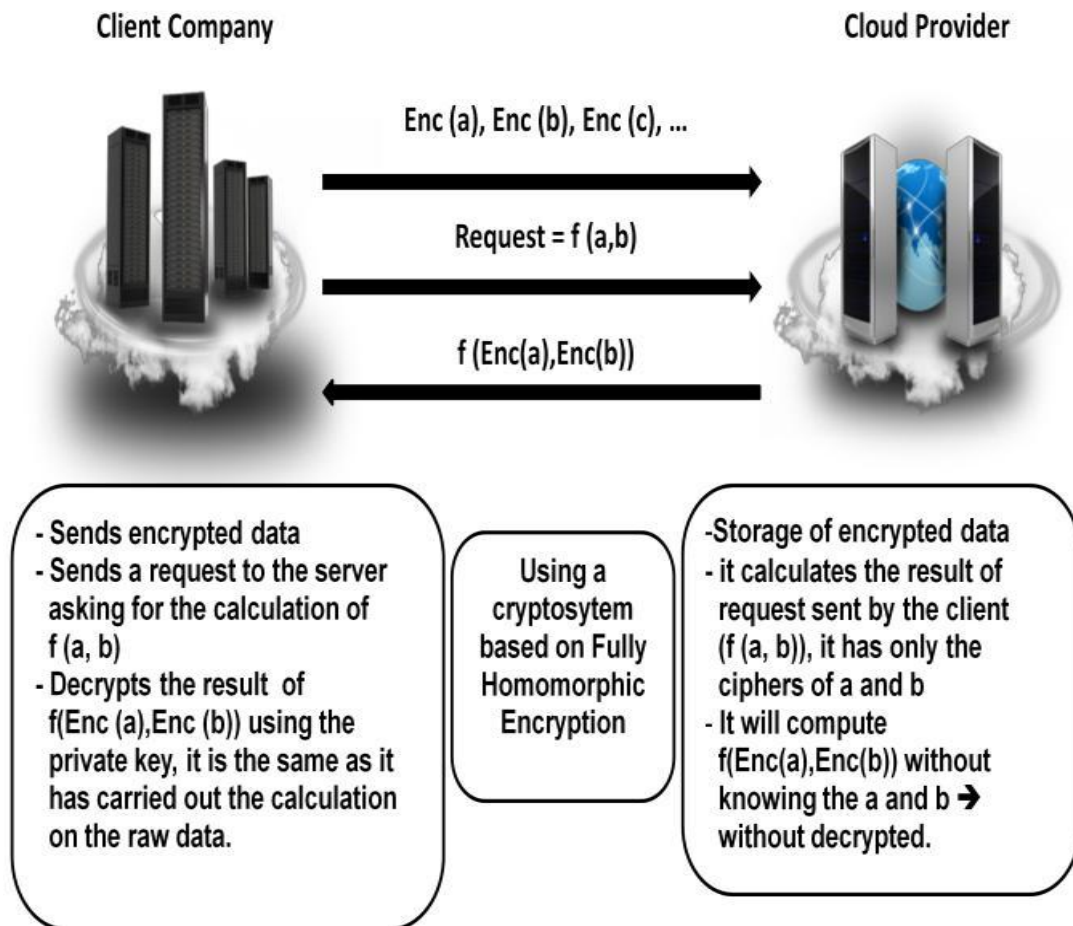 Client Company
Cloud Provider
Enc (a), Enc (b), Enc (c), ...
Request = f (a,b)
f (Enc(a),Enc(b))
- Sends encrypted data
- Sends a request to the server
asking for the calculation of
f (a, b)
- Decrypts the result of
f(Enc (a),Enc (b)) using the
private key, it is the same as it
has carried out the calculation
on the raw data.
Using a
cryptosytem
based on Fully
Homomorphic
Encryption
-Storage of encrypted data
- it calculates the result of
request sent by the client
(f (a, b)), it has only the
ciphers of a and b
- It will compute
f(Enc(a),Enc(b)) without
knowing the a and b ➔
without decrypted.